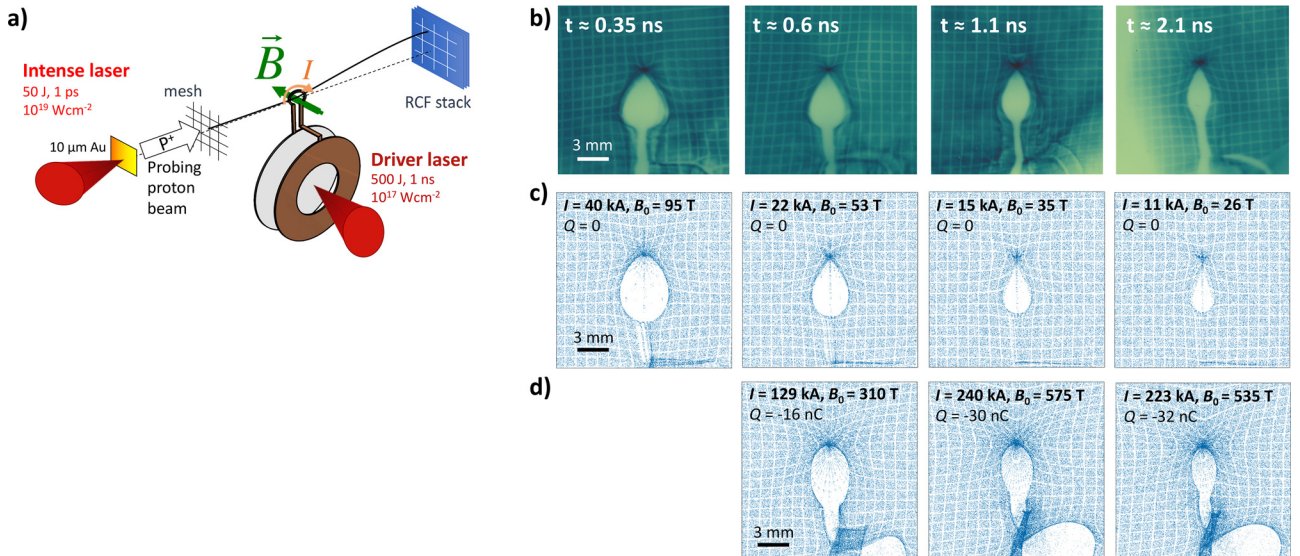 a)
Intense laser
50 J, 1 ps
10¹⁹ Wcm⁻²
mesh
B
I
RCF stack
10 μm Au
P⁺
Probing
proton
beam
Driver laser
500 J, 1 ns
10¹⁷ Wcm⁻²
b)
t ≈ 0.35 ns
t ≈ 0.6 ns
t ≈ 1.1 ns
t ≈ 2.1 ns
3 mm
c)
I = 40 kA, B₀ = 95 T
Q = 0
I = 22 kA, B₀ = 53 T
Q = 0
I = 15 kA, B₀ = 35 T
Q = 0
I = 11 kA, B₀ = 26 T
Q = 0
3 mm
d)
I = 129 kA, B₀ = 310 T
Q = -16 nC
I = 240 kA, B₀ = 575 T
Q = -30 nC
I = 223 kA, B₀ = 535 T
Q = -32 nC
3 mm